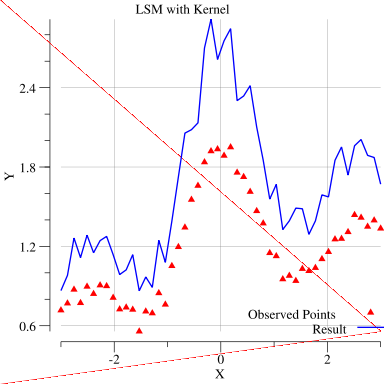 LSM with Kernel
2.4
1.8
Y
1.2
0.6
Observed Points
Result
-2
0
2
X